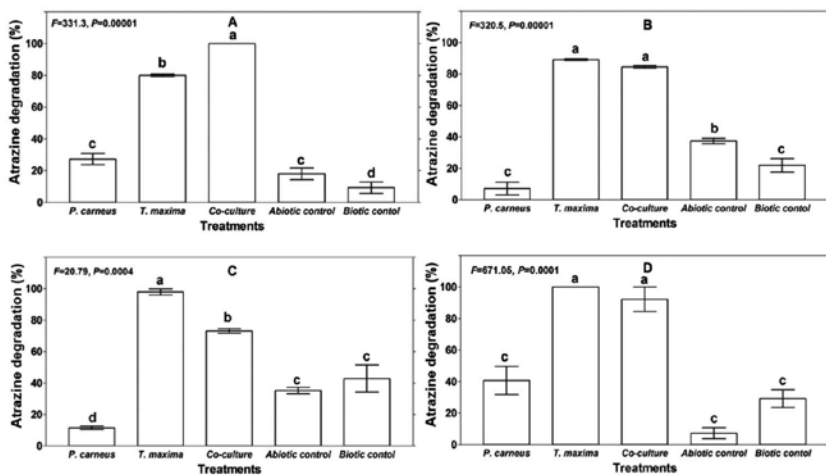 A
F=331.3, P=0.00001
Atrazine degradation (%)
100
80
60
40
20
0
c
b
a
c
d
P. carneus T. maxima Co-culture Abiotic control Biotic contol
Treatments
B
F=320.5, P=0.00001
Atrazine degradation (%)
100
80
60
40
20
0
c
a
a
b
c
P. carneus T. maxima Co-culture Abiotic control Biotic contol
Treatments
C
F=20.79, P=0.0004
Atrazine degradation (%)
100
80
60
40
20
0
d
a
b
c
c
P. carneus T. maxima Co-culture Abiotic control Biotic contol
Treatments
D
F=671.05, P=0.0001
Atrazine degradation (%)
100
80
60
40
20
0
c
a
a
c
c
P. carneus T. maxima Co-culture Abiotic control Biotic contol
Treatments